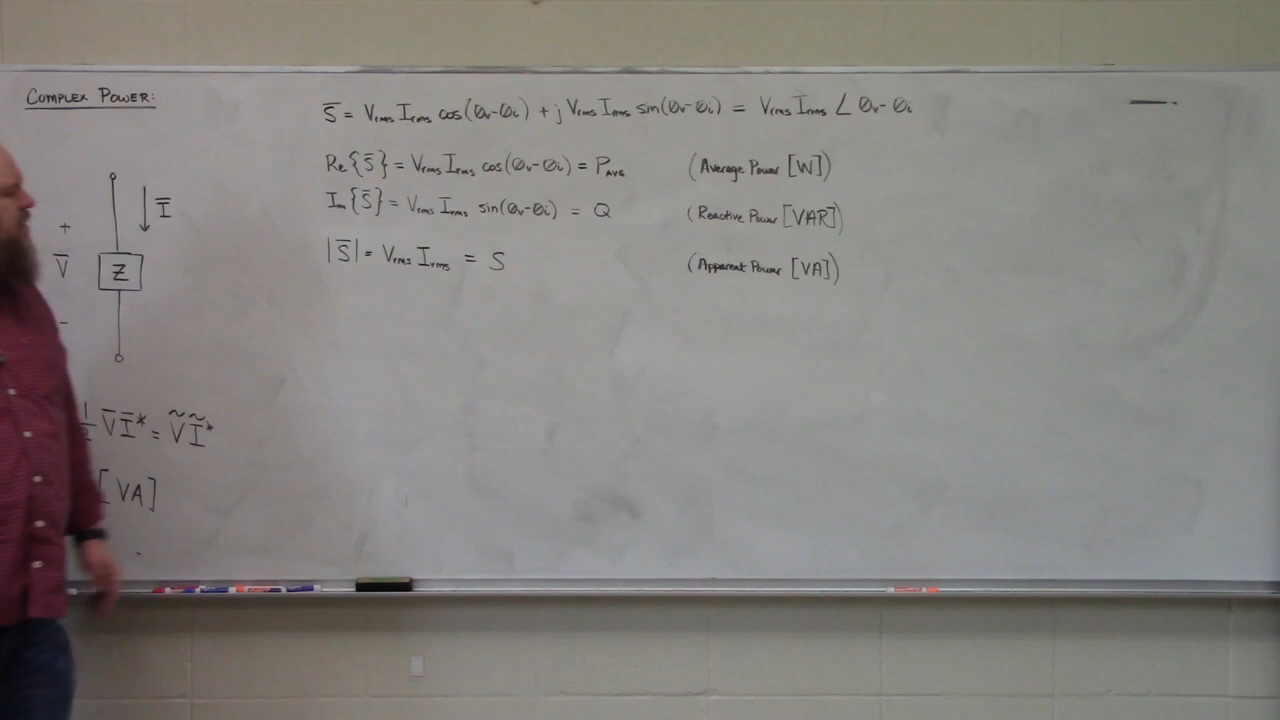 COMPLEX POWER:
S̅ = Vrms Irms cos(θv-θi) + j Vrms Irms sin(θv-θi) = Vrms Irms ∠ θv-θi
Re{S̅} = Vrms Irms cos(θv-θi) = PAVG (Average Power [W])
Im{S̅} = Vrms Irms sin(θv-θi) = Q (Reactive Power [VAR])
|S̅| = Vrms Irms = S (Apparent Power [VA])
I̅
+
V̅
Z
-
1/2 V̅ I̅* = Ṽ Ĩ*
[VA]